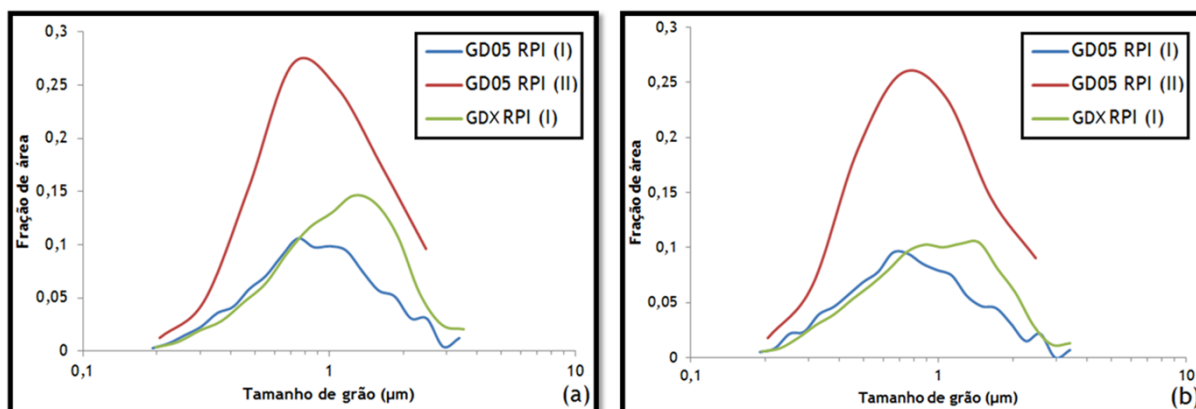 0,3
0,25
0,2
0,15
0,1
0,05
0
Fração de área
0,1
1
10
Tamanho de grão (µm)
GD05 RPI (I)
GD05 RPI (II)
GDX RPI (I)
(a)
0,3
0,25
0,2
0,15
0,1
0,05
0
Fração de área
0,1
1
10
Tamanho de grão (µm)
GD05 RPI (I)
GD05 RPI (II)
GDX RPI (I)
(b)